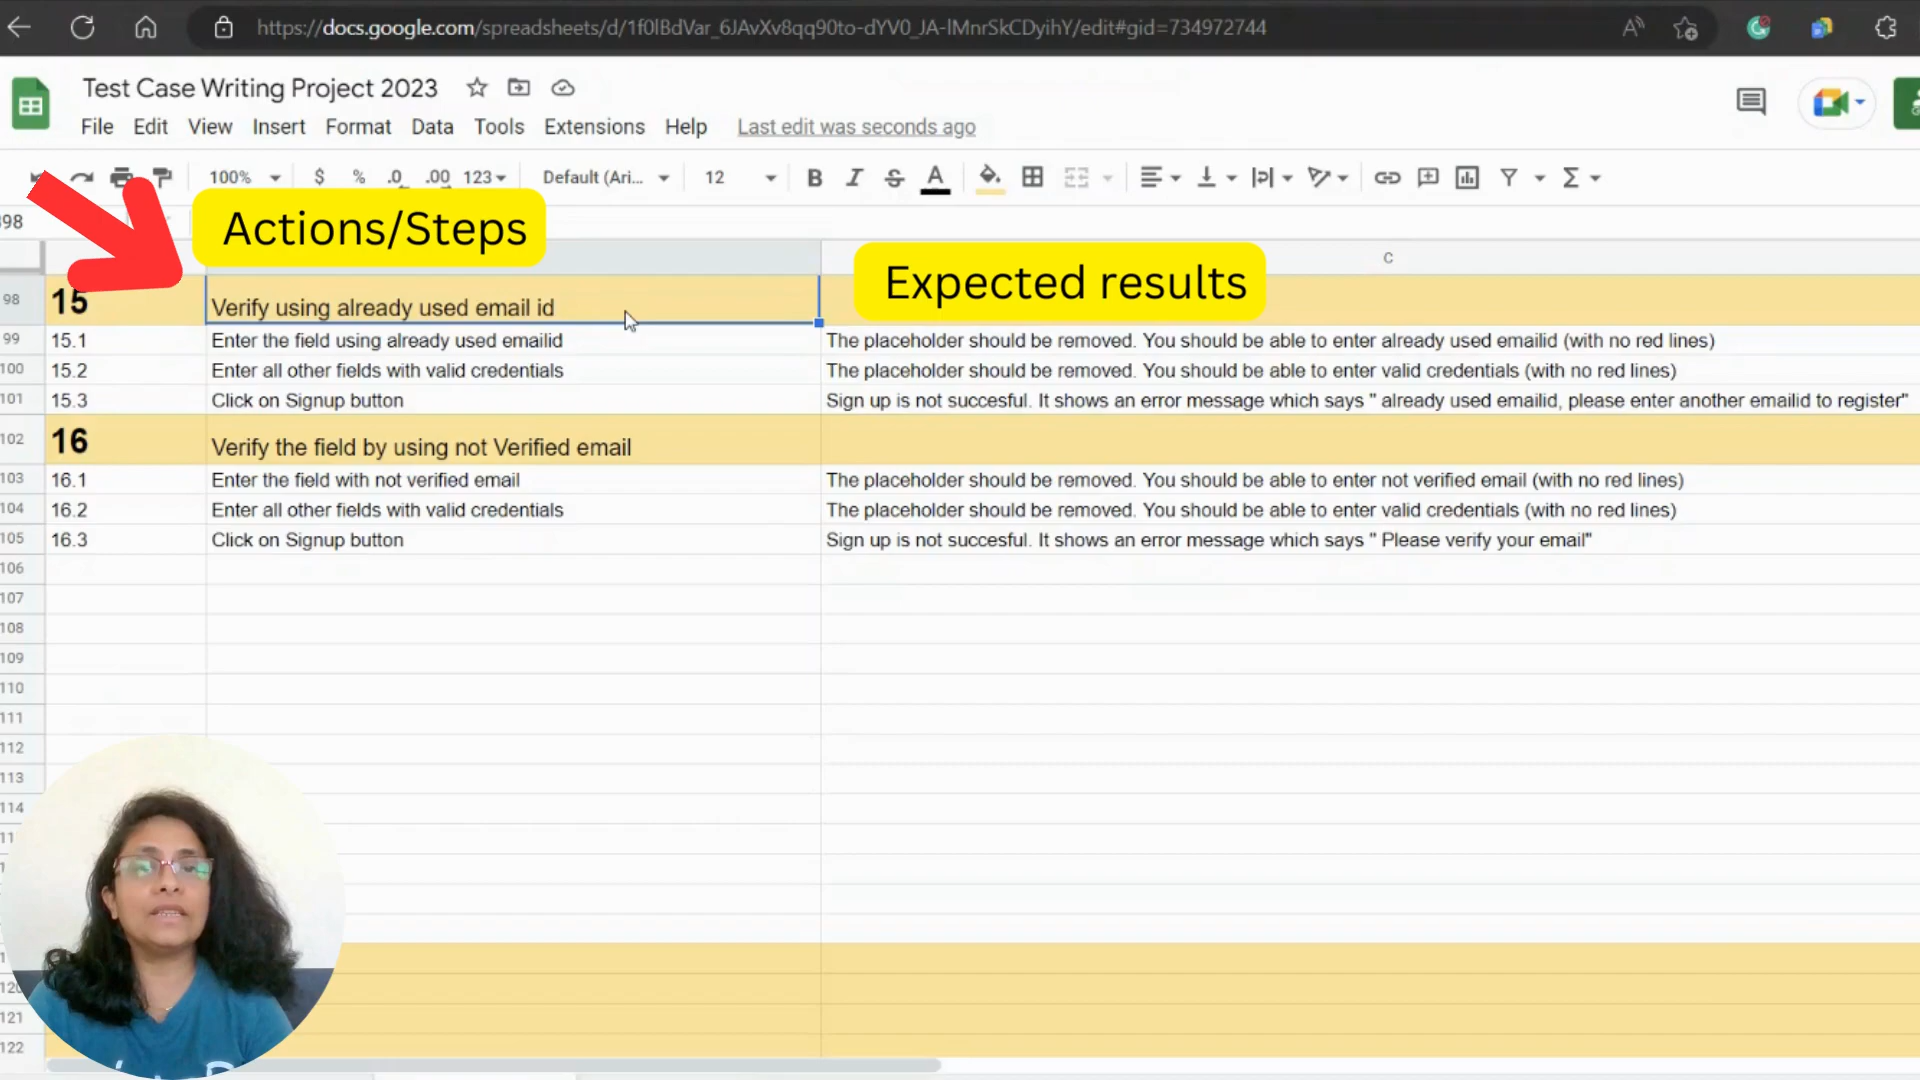 https://docs.google.com/spreadsheets/d/1f0lBdVar_6JAvXv8qq90to-dYV0_JA-lMnrSkCDyihY/edit#gid=734972744
Test Case Writing Project 2023
File Edit View Insert Format Data Tools Extensions Help Last edit was seconds ago
100% $ % .0 .00 123 Default (Ari... 12 B I S A
Actions/Steps
Expected results
C
98 15 Verify using already used email id
99 15.1 Enter the field using already used emailid The placeholder should be removed. You should be able to enter already used emailid (with no red lines)
100 15.2 Enter all other fields with valid credentials The placeholder should be removed. You should be able to enter valid credentials (with no red lines)
101 15.3 Click on Signup button Sign up is not succesful. It shows an error message which says " already used emailid, please enter another emailid to register"
102 16 Verify the field by using not Verified email
103 16.1 Enter the field with not verified email The placeholder should be removed. You should be able to enter not verified email (with no red lines)
104 16.2 Enter all other fields with valid credentials The placeholder should be removed. You should be able to enter valid credentials (with no red lines)
105 16.3 Click on Signup button Sign up is not succesful. It shows an error message which says " Please verify your email"
106
107
108
109
110
111
112
113
114
120
121
122